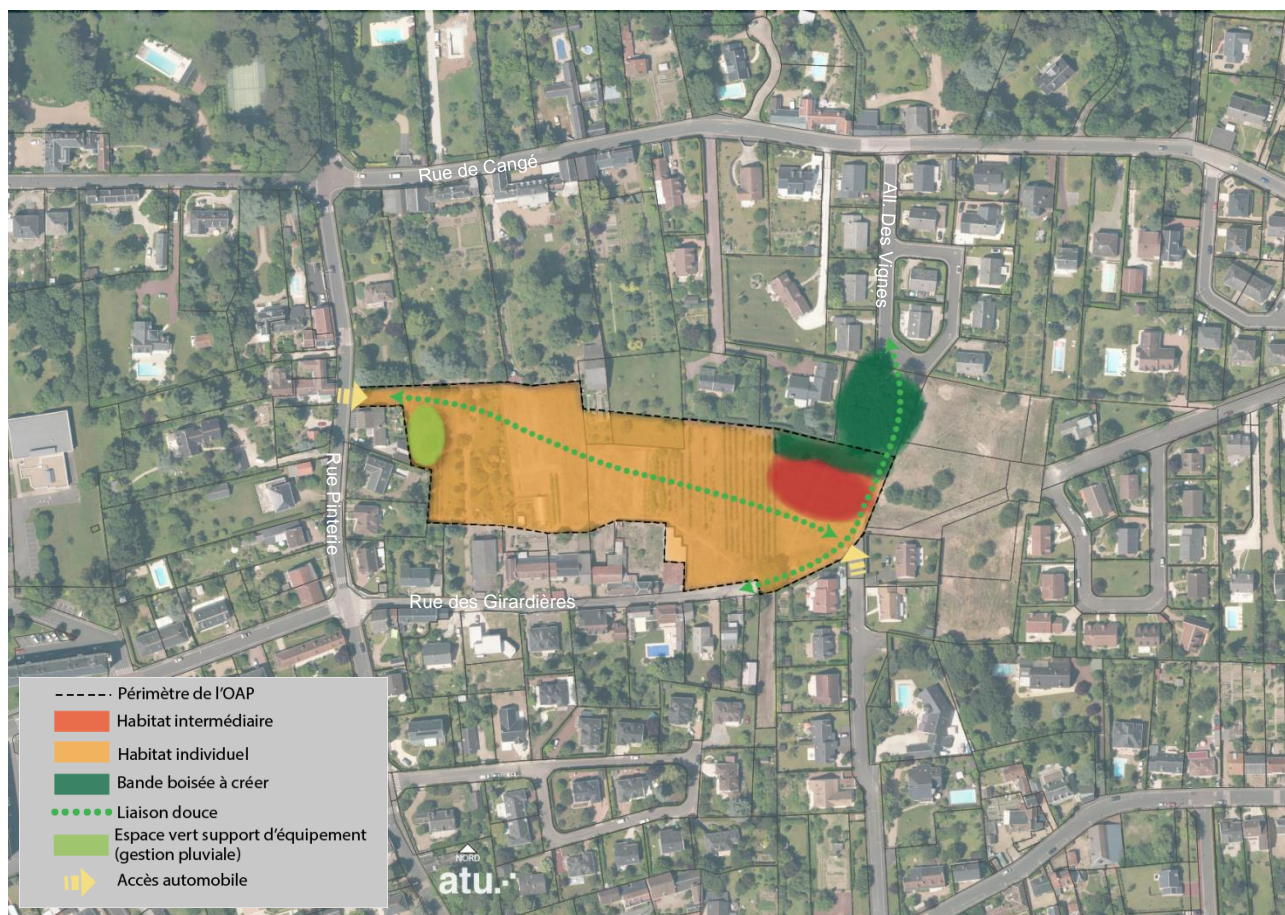 Rue de Cangé
All. Des Vignes
Rue Pinterie
Rue des Girardières
Périmètre de l'OAP
Habitat intermédiaire
Habitat individuel
Bande boisée à créer
Liaison douce
Espace vert support d'équipement
(gestion pluviale)
Accès automobile
NORD
atu